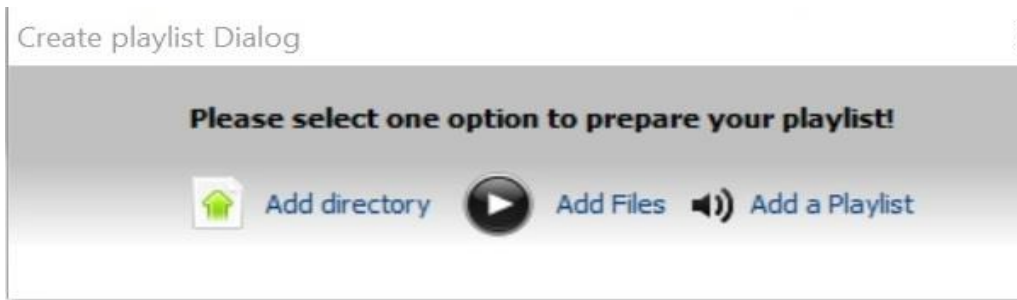 Create playlist Dialog
Please select one option to prepare your playlist!
Add directory Add Files Add a Playlist